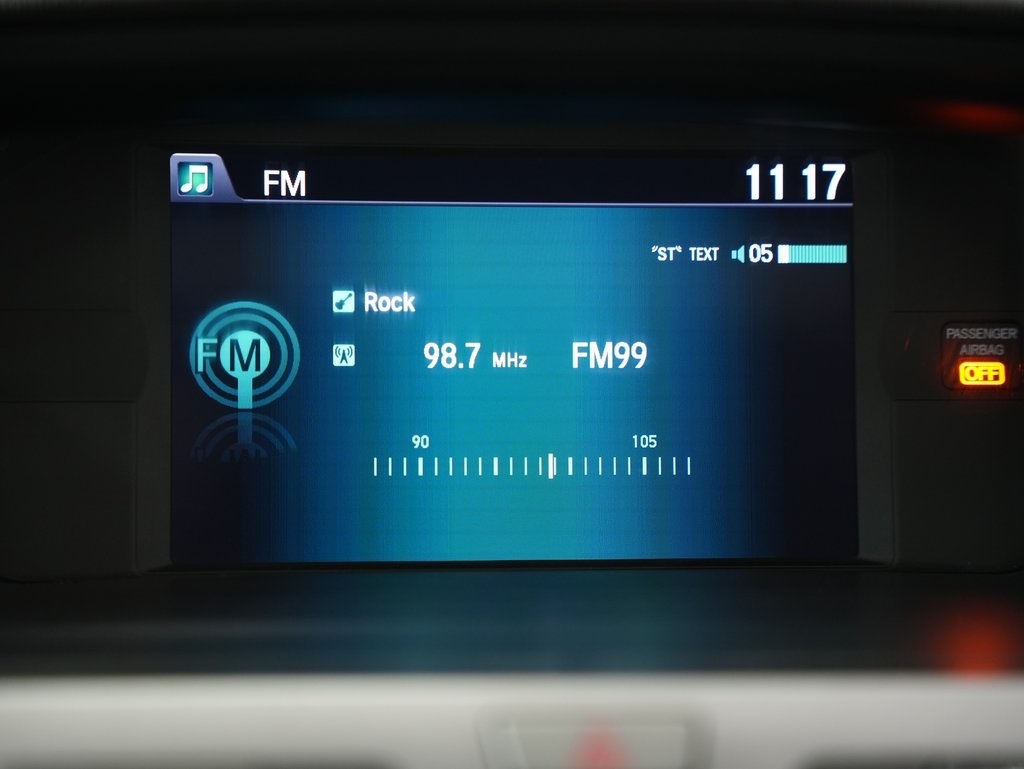 FM 11 17
"ST" TEXT 05
Rock
FM
98.7 MHz FM99
90 105
PASSENGER
AIRBAG
OFF